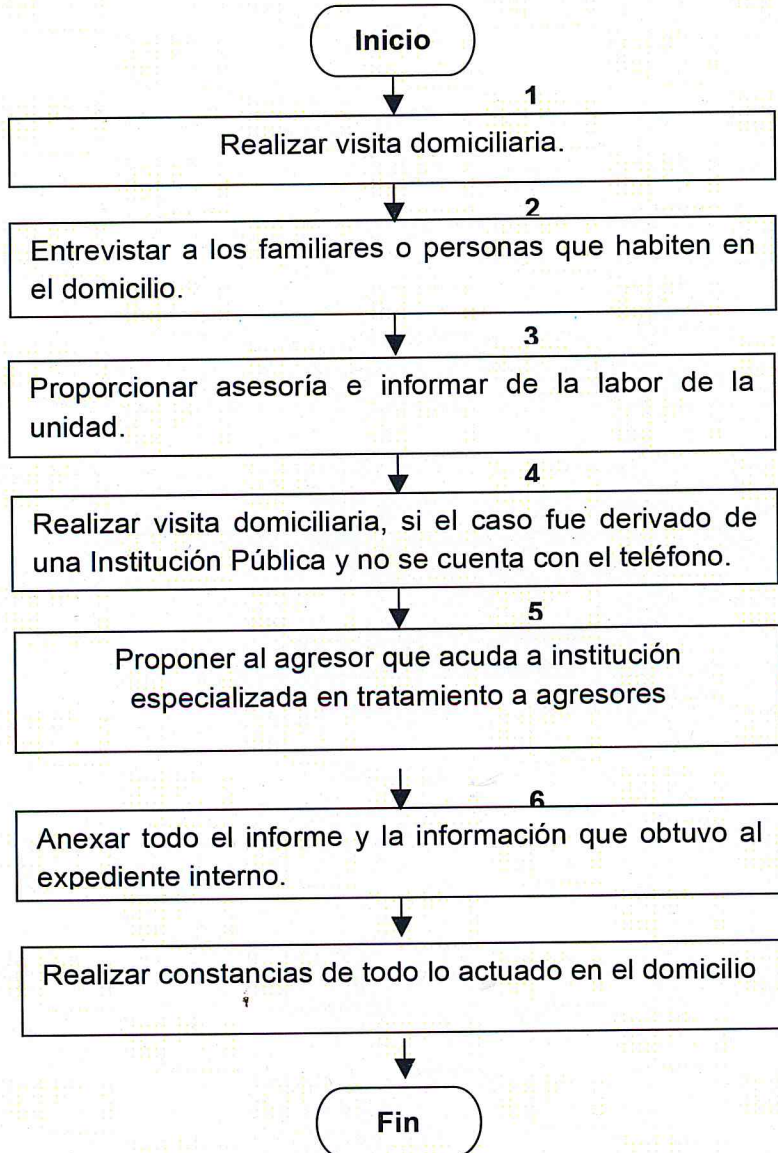 Inicio
1
Realizar visita domiciliaria.
2
Entrevistar a los familiares o personas que habiten en
el domicilio.
3
Proporcionar asesoría e informar de la labor de la
unidad.
4
Realizar visita domiciliaria, si el caso fue derivado de
una Institución Pública y no se cuenta con el teléfono.
5
Proponer al agresor que acuda a institución
especializada en tratamiento a agresores
6
Anexar todo el informe y la información que obtuvo al
expediente interno.
Realizar constancias de todo lo actuado en el domicilio
Fin